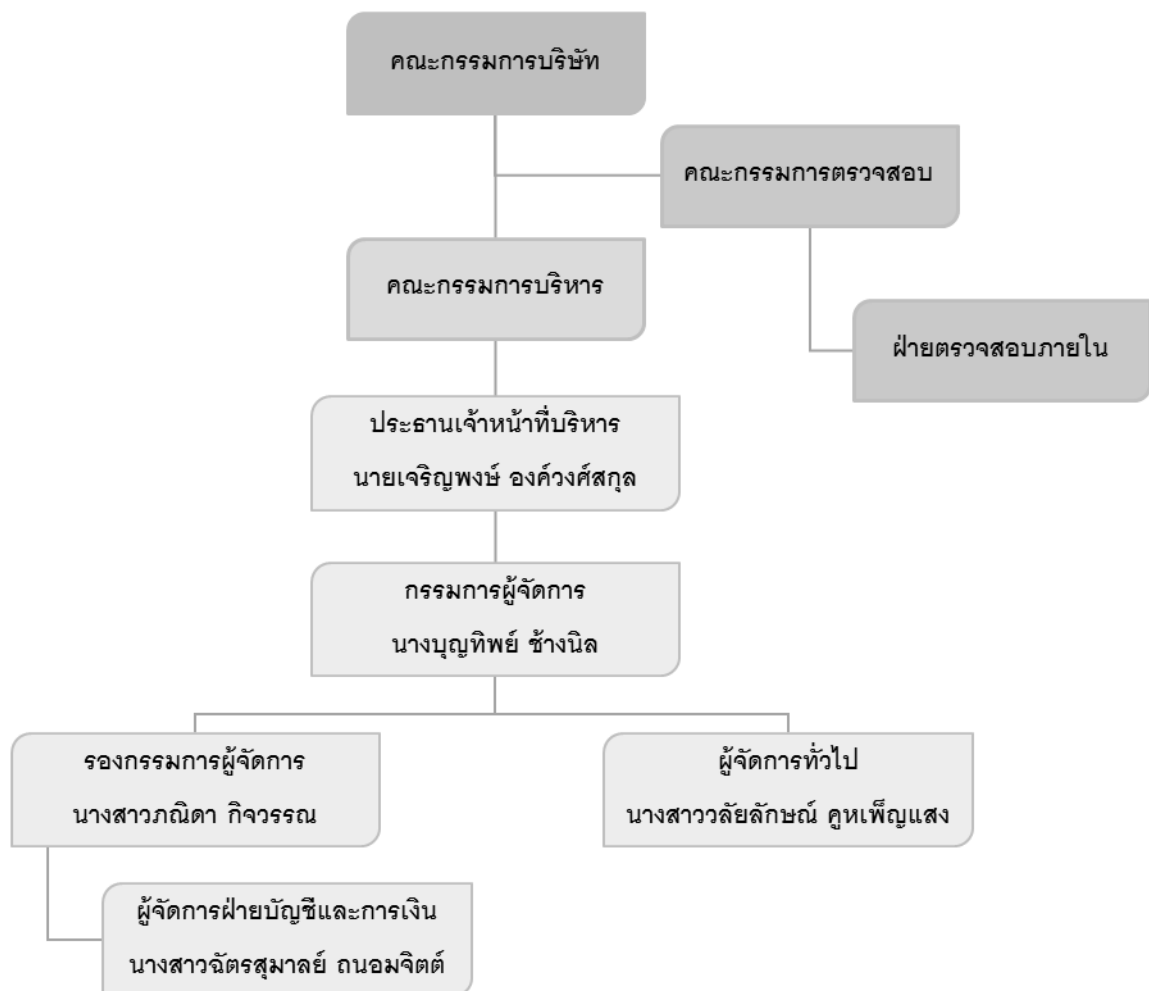 คณะกรรมการบริษัท
คณะกรรมการตรวจสอบ
คณะกรรมการบริหาร
ฝ่ายตรวจสอบภายใน
ประธานเจ้าหน้าที่บริหาร
นายเจริญพงษ์ องค์วงศ์สกุล
กรรมการผู้จัดการ
นางบุญทิพย์ ช้างนิล
รองกรรมการผู้จัดการ
นางสาวภณิดา กิจวรรณ
ผู้จัดการทั่วไป
นางสาววลัยลักษณ์ คูหเพ็ญแสง
ผู้จัดการฝ่ายบัญชีและการเงิน
นางสาวฉัตรสุมาลย์ ถนอมจิตต์